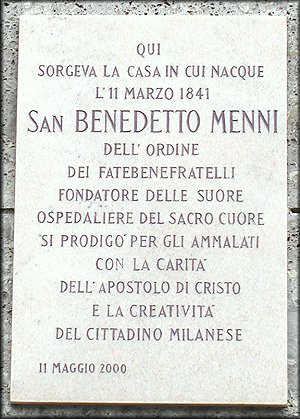 QUI
SORGEVA LA CASA IN CUI NACQUE
L'11 MARZO 1841
SAN BENEDETTO MENNI
DELL'ORDINE
DEI FATEBENEFRATELLI
FONDATORE DELLE SUORE
OSPEDALIERE DEL SACRO CUORE
"SI PRODIGÒ" PER GLI AMMALATI
CON LA CARITA'
DELL'APOSTOLO DI CRISTO
E LA CREATIVITA'
DEL CITTADINO MILANESE
11 MAGGIO 2000